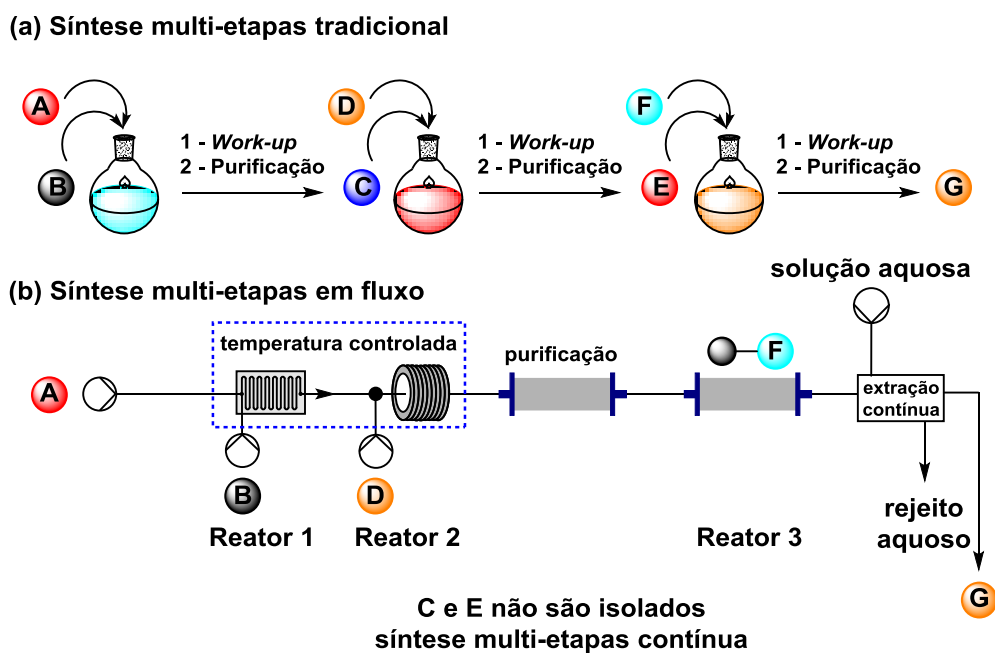 (a) Síntese multi-etapas tradicional
A
B
1 - Work-up
2 - Purificação
D
C
1 - Work-up
2 - Purificação
F
E
1 - Work-up
2 - Purificação
G
(b) Síntese multi-etapas em fluxo
solução aquosa
temperatura controlada
purificação
F
A
extração
contínua
B
D
Reator 1
Reator 2
Reator 3
rejeito
aquoso
G
C e E não são isolados
síntese multi-etapas contínua